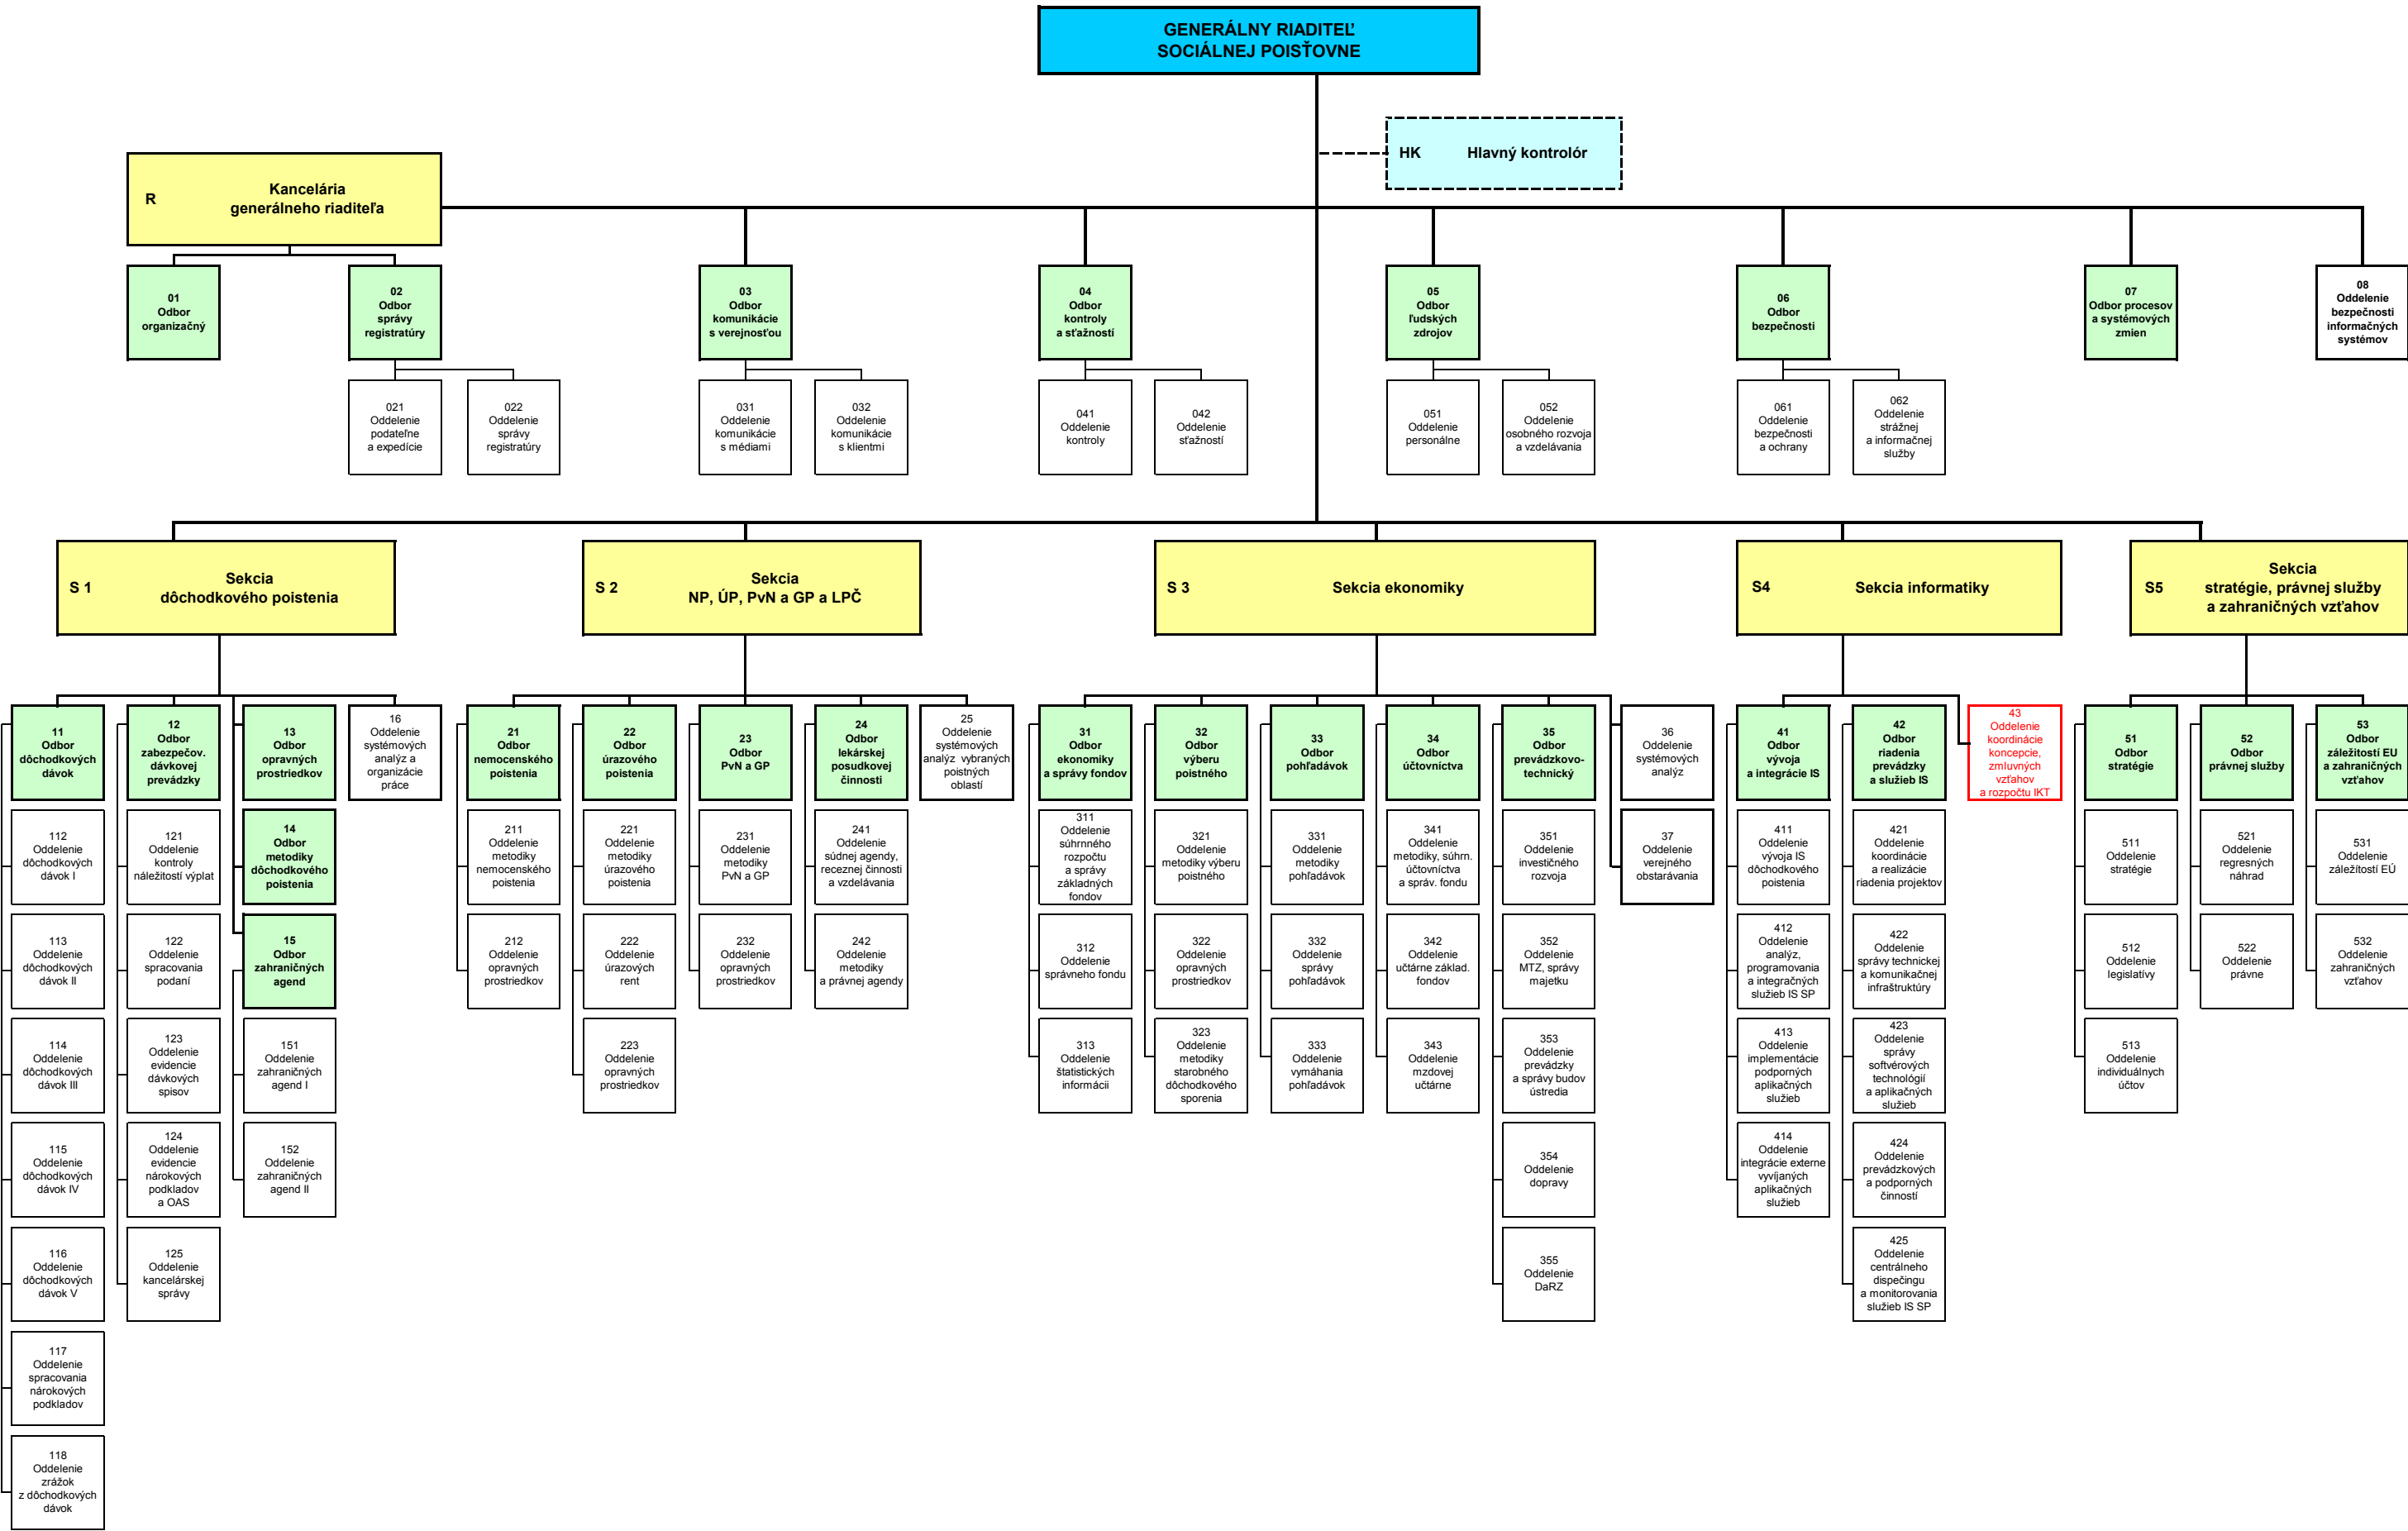 GENERÁLNY RIADITEĽ
SOCIÁLNEJ POISŤOVNE
HK Hlavný kontrolór
R
Kancelária
generálneho riaditeľa
01
Odbor
organizačný
02
Odbor
správy
registratúry
03
Odbor
komunikácie
s verejnosťou
04
Odbor
kontroly
a sťažností
05
Odbor
ľudských
zdrojov
06
Odbor
bezpečnosti
07
Odbor procesov
a systémových
zmien
08
Oddelenie
bezpečnosti
informačných
systémov
021
Oddelenie
podateľne
a expedície
022
Oddelenie
správy
registratúry
031
Oddelenie
komunikácie
s médiami
032
Oddelenie
komunikácie
s klientmi
041
Oddelenie
kontroly
042
Oddelenie
sťažností
051
Oddelenie
personálne
052
Oddelenie
osobného rozvoja
a vzdelávania
061
Oddelenie
bezpečnosti
a ochrany
062
Oddelenie
strážnej
a informačnej
služby
S 1
Sekcia
dôchodkového poistenia
S 2
Sekcia
NP, ÚP, PvN a GP a LPČ
S 3 Sekcia ekonomiky
S4 Sekcia informatiky
S5
Sekcia
stratégie, právnej služby
a zahraničných vzťahov
11
Odbor
dôchodkových
dávok
12
Odbor
zabezpečov.
dávkovej
prevádzky
13
Odbor
opravných
prostriedkov
16
Oddelenie
systémových
analýz a
organizácie
práce
21
Odbor
nemocenského
poistenia
22
Odbor
úrazového
poistenia
23
Odbor
PvN a GP
24
Odbor
lekárskej
posudkovej
činnosti
25
Oddelenie
systémových
analýz vybraných
poistných
oblastí
31
Odbor
ekonomiky
a správy fondov
32
Odbor
výberu
poistného
33
Odbor
pohľadávok
34
Odbor
účtovníctva
35
Odbor
prevádzkovo-
technický
36
Oddelenie
systémových
analýz
41
Odbor
vývoja
a integrácie IS
42
Odbor
riadenia
prevádzky
a služieb IS
43
Oddelenie
koordinácie
koncepcie,
zmluvných
vzťahov
a rozpočtu IKT
51
Odbor
stratégie
52
Odbor
právnej služby
53
Odbor
záležitostí EU
a zahraničných
vzťahov
112
Oddelenie
dôchodkových
dávok I
121
Oddelenie
kontroly
náležitostí výplat
14
Odbor
metodiky
dôchodkového
poistenia
211
Oddelenie
metodiky
nemocenského
poistenia
221
Oddelenie
metodiky
úrazového
poistenia
231
Oddelenie
metodiky
PvN a GP
241
Oddelenie
súdnej agendy,
receznej činnosti
a vzdelávania
311
Oddelenie
súhrnného
rozpočtu
a správy
základných
fondov
321
Oddelenie
metodiky výberu
poistného
331
Oddelenie
metodiky
pohľadávok
341
Oddelenie
metodiky, súhrn.
účtovníctva
a správ. fondu
351
Oddelenie
investičného
rozvoja
37
Oddelenie
verejného
obstarávania
411
Oddelenie
vývoja IS
dôchodkového
poistenia
421
Oddelenie
koordinácie
a realizácie
riadenia projektov
511
Oddelenie
stratégie
521
Oddelenie
regresných
náhrad
531
Oddelenie
záležítostí EÚ
113
Oddelenie
dôchodkových
dávok II
122
Oddelenie
spracovania
podaní
15
Odbor
zahraničných
agend
212
Oddelenie
opravných
prostriedkov
222
Oddelenie
úrazových
rent
232
Oddelenie
opravných
prostriedkov
242
Oddelenie
metodiky
a právnej agendy
312
Oddelenie
správneho fondu
322
Oddelenie
opravných
prostriedkov
332
Oddelenie
správy
pohľadávok
342
Oddelenie
učtárne základ.
fondov
352
Oddelenie
MTZ, správy
majetku
412
Oddelenie
analýz,
programovania
a integračných
služieb IS SP
422
Oddelenie
správy technickej
a komunikačnej
infraštruktúry
512
Oddelenie
legislatívy
522
Oddelenie
právne
532
Oddelenie
zahraničných
vzťahov
114
Oddelenie
dôchodkových
dávok III
123
Oddelenie
evidencie
dávkových
spisov
151
Oddelenie
zahraničných
agend I
223
Oddelenie
opravných
prostriedkov
313
Oddelenie
štatistických
informácii
323
Oddelenie
metodiky
starobného
dôchodkového
sporenia
333
Oddelenie
vymáhania
pohľadávok
343
Oddelenie
mzdovej
učtárne
353
Oddelenie
prevádzky
a správy budov
ústredia
413
Oddelenie
implementácie
podporných
aplikačných
služieb
423
Oddelenie
správy
softvérových
technológií
a aplikačných
služieb
513
Oddelenie
individuálnych
účtov
115
Oddelenie
dôchodkových
dávok IV
124
Oddelenie
evidencie
nárokových
podkladov
a OAS
152
Oddelenie
zahraničných
agend II
354
Oddelenie
dopravy
414
Oddelenie
integrácie externe
vyvíjaných
aplikačných
služieb
424
Oddelenie
prevádzkových
a podporných
činností
116
Oddelenie
dôchodkových
dávok V
125
Oddelenie
kancelárskej
správy
355
Oddelenie
DaRZ
425
Oddelenie
centrálneho
dispečingu
a monitorovania
služieb IS SP
117
Oddelenie
spracovania
nárokových
podkladov
118
Oddelenie
zrážok
z dôchodkových
dávok